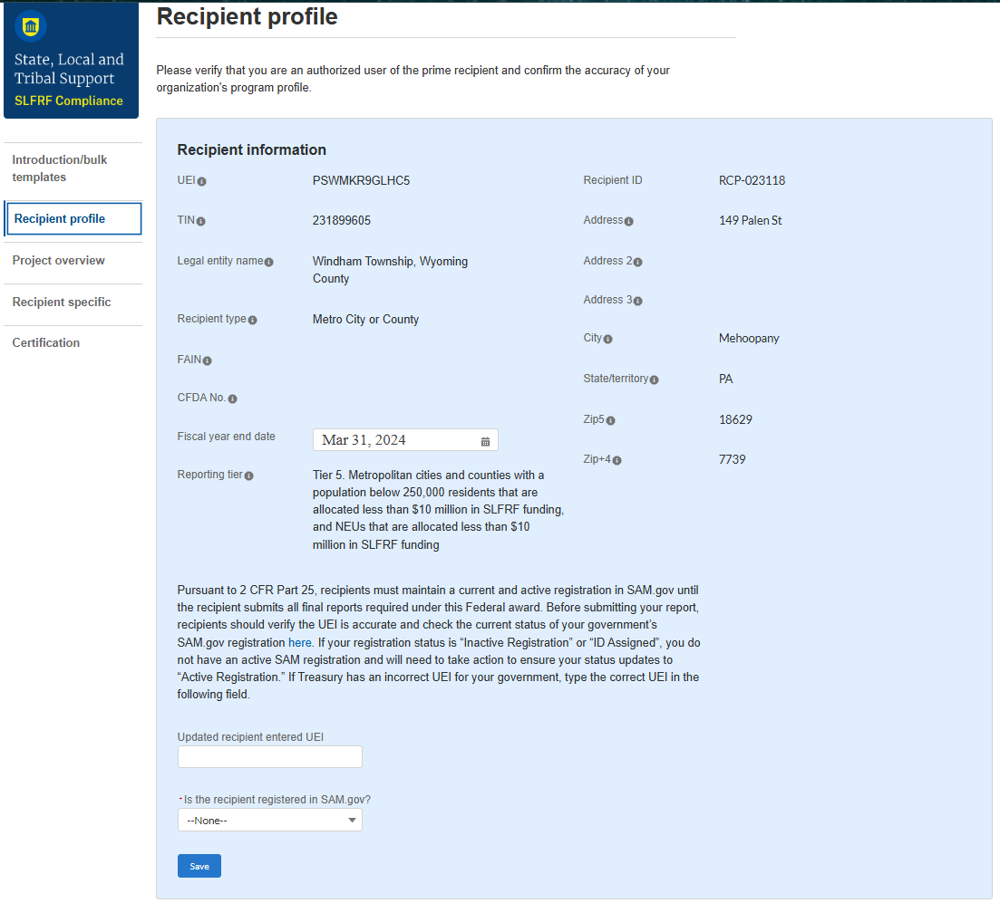 State, Local and
Tribal Support
SLFRF Compliance
Introduction/bulk
templates
Recipient profile
Project overview
Recipient specific
Certification
Recipient profile
Please verify that you are an authorized user of the prime recipient and confirm the accuracy of your
organization's program profile.
Recipient information
UEI PSWMKR9GLHC5
TIN 231899605
Legal entity name Windham Township, Wyoming
County
Recipient type Metro City or County
FAIN
CFDA No.
Fiscal year end date Mar 31, 2024
Reporting tier Tier 5. Metropolitan cities and counties with a
population below 250,000 residents that are
allocated less than $10 million in SLFRF funding,
and NEUs that are allocated less than $10
million in SLFRF funding
Recipient ID RCP-023118
Address 149 Palen St
Address 2
Address 3
City Mehoopany
State/territory PA
Zip5 18629
Zip+4 7739
Pursuant to 2 CFR Part 25, recipients must maintain a current and active registration in SAM.gov until
the recipient submits all final reports required under this Federal award. Before submitting your report,
recipients should verify the UEI is accurate and check the current status of your government's
SAM.gov registration here. If your registration status is “Inactive Registration” or “ID Assigned”, you do
not have an active SAM registration and will need to take action to ensure your status updates to
“Active Registration.” If Treasury has an incorrect UEI for your government, type the correct UEI in the
following field.
Updated recipient entered UEI
*Is the recipient registered in SAM.gov?
--None--
Save